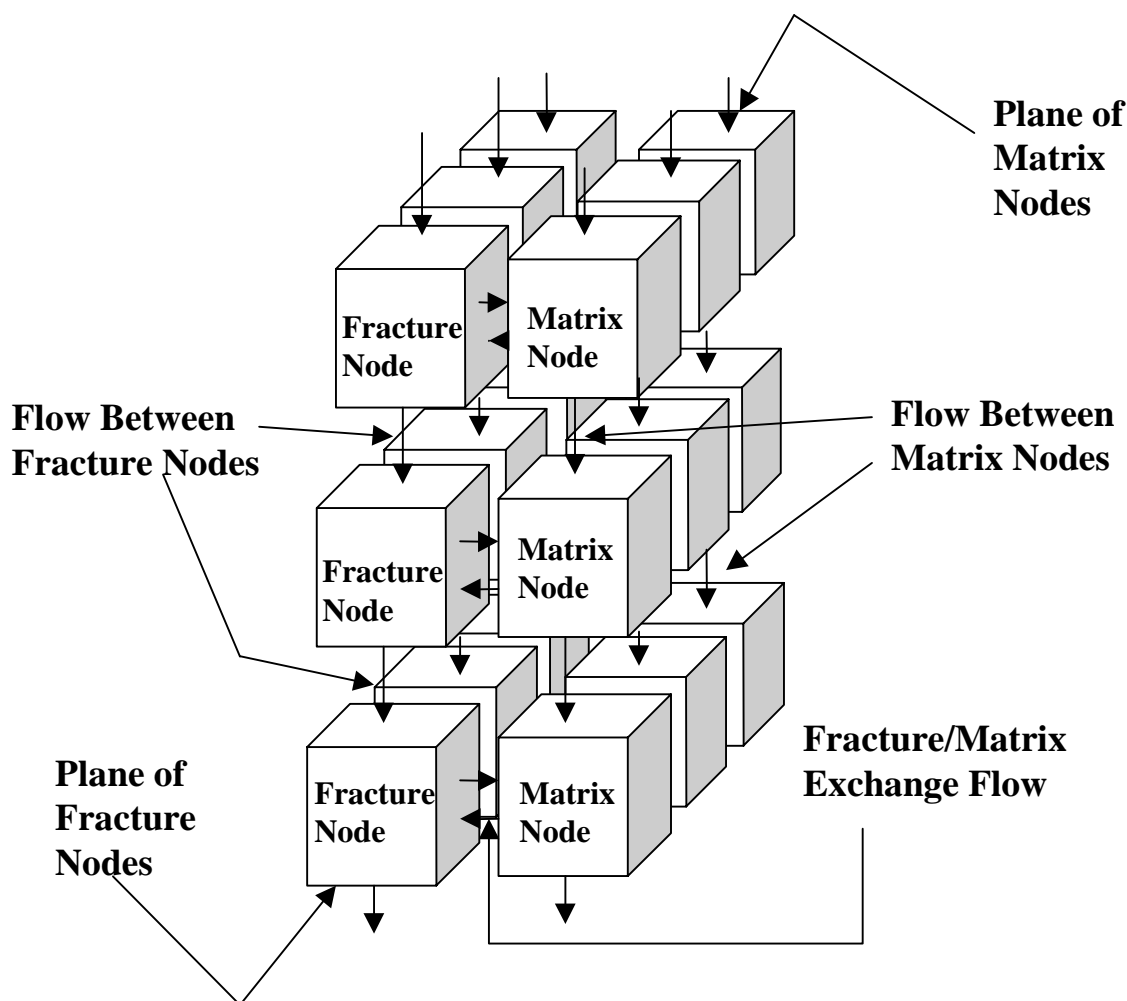 Plane of
Matrix
Nodes
Fracture
Node
Matrix
Node
Flow Between
Fracture Nodes
Flow Between
Matrix Nodes
Fracture
Node
Matrix
Node
Fracture/Matrix
Exchange Flow
Plane of
Fracture
Nodes
Fracture
Node
Matrix
Node